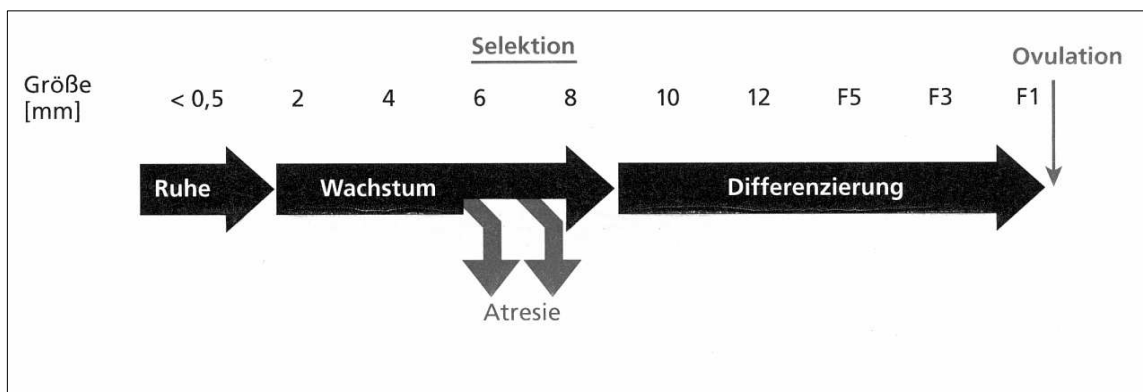 Selektion
Ovulation
Größe
[mm]
< 0,5 2 4 6 8 10 12 F5 F3 F1
Ruhe Wachstum Differenzierung
Atresie